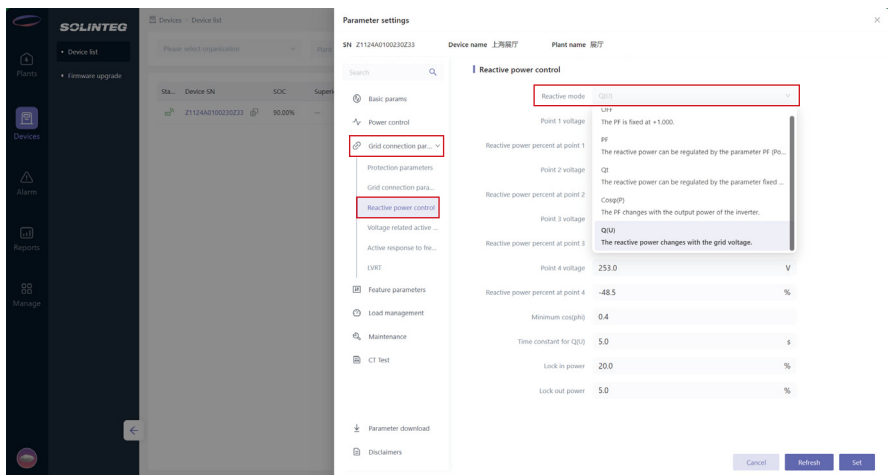 SOLINTEG
Devices > Device list
Device list
Firmware upgrade
Plants
Devices
Alarm
Reports
Manage
Please select organization
Plant
Sta... Device SN SOC Superi
Z1124A0100230Z33 90.00% --
Parameter settings
SN Z1124A0100230Z33 Device name 上海展厅 Plant name 展厅
Search
Basic params
Power control
Grid connection par...
Protection parameters
Grid connection para...
Reactive power control
Voltage related active ...
Active response to fre...
LVRT
Feature parameters
Load management
Maintenance
CT Test
Parameter download
Disclaimers
Reactive power control
Reactive mode Q(U)
OFF
The PF is fixed at +1.000.
PF
The reactive power can be regulated by the parameter PF (Po...
Qt
The reactive power can be regulated by the parameter fixed ...
Cosφ(P)
The PF changes with the output power of the inverter.
Q(U)
The reactive power changes with the grid voltage.
Point 1 voltage
Reactive power percent at point 1
Point 2 voltage
Reactive power percent at point 2
Point 3 voltage
Reactive power percent at point 3
Point 4 voltage 253.0 V
Reactive power percent at point 4 -48.5 %
Minimum cos(phi) 0.4
Time constant for Q(U) 5.0 s
Lock in power 20.0 %
Lock out power 5.0 %
Cancel Refresh Set